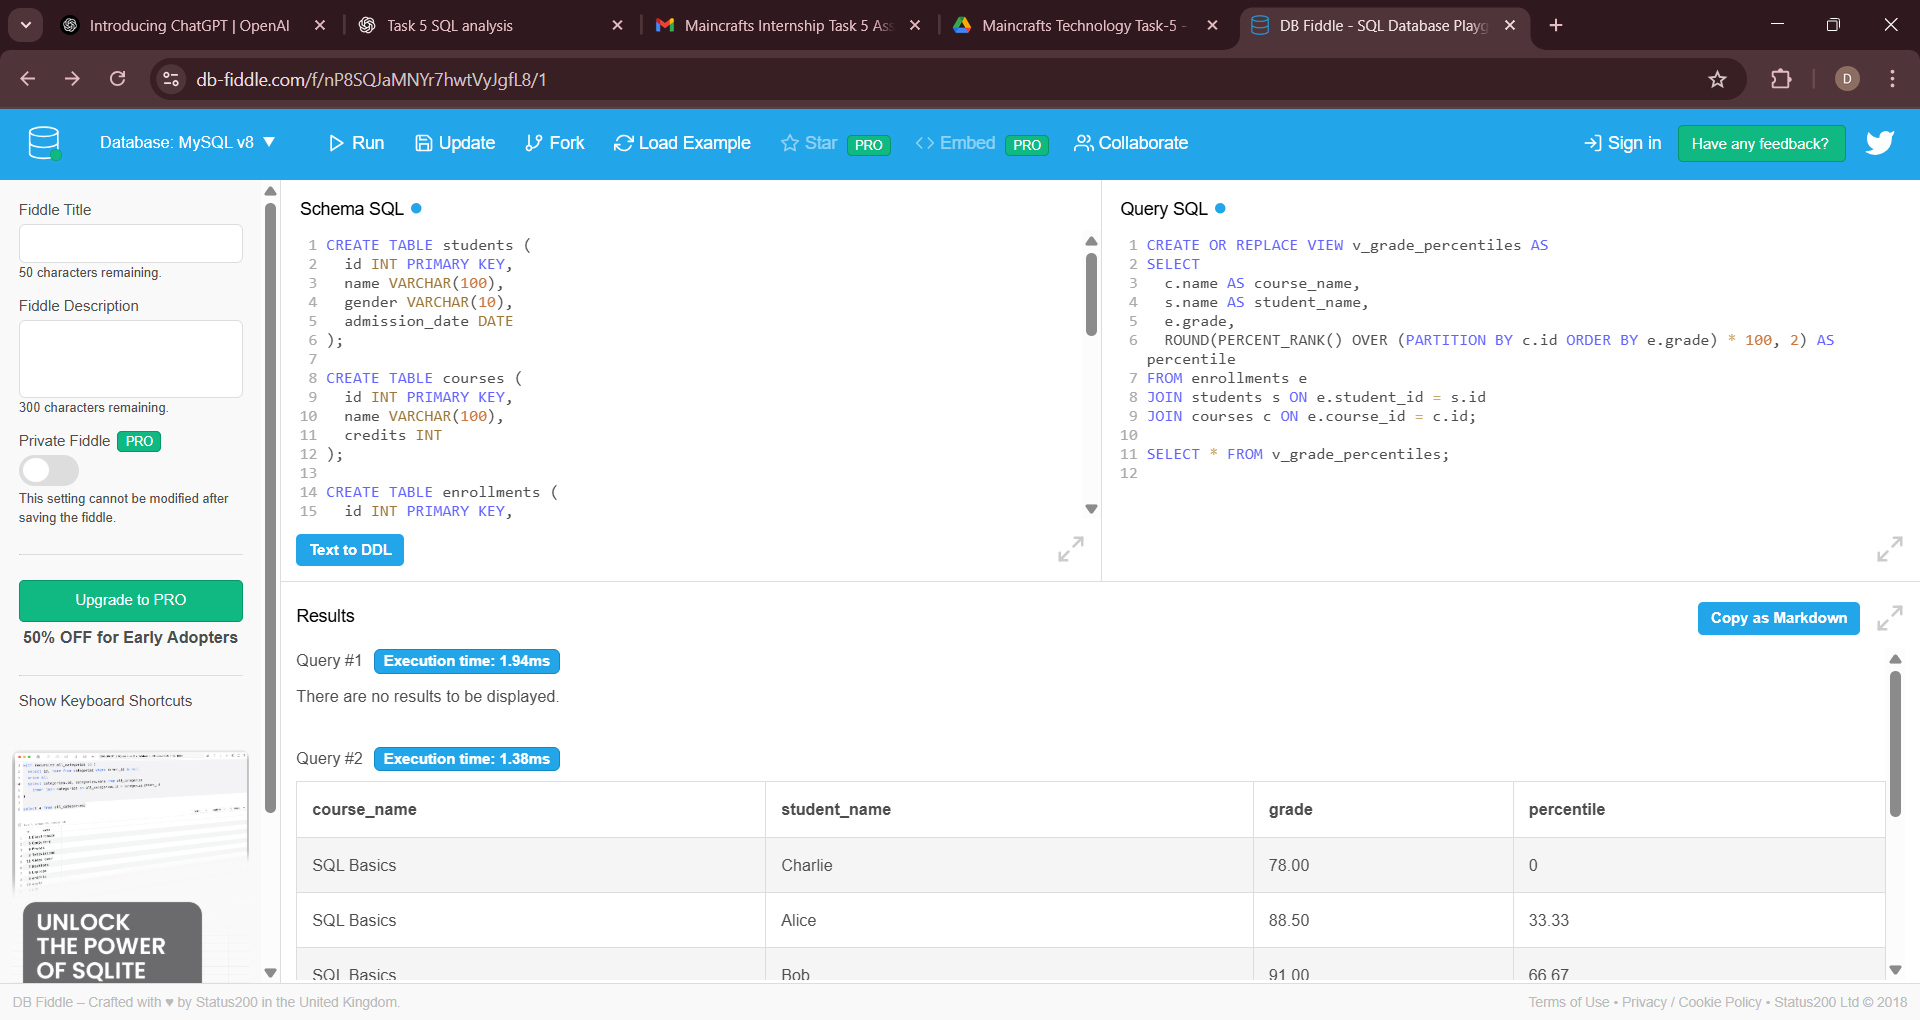 Introducing ChatGPT | OpenAI
Task 5 SQL analysis
Maincrafts Internship Task 5 Ass
Maincrafts Technology Task-5 -
DB Fiddle - SQL Database Playg
db-fiddle.com/f/nP8SQJaMNYr7hwtVyJgfL8/1
D
Database: MySQL v8 ▼
Run
Update
Fork
Load Example
Star PRO
Embed PRO
Collaborate
Sign in
Have any feedback?
Fiddle Title
50 characters remaining.
Fiddle Description
300 characters remaining.
Private Fiddle PRO
This setting cannot be modified after
saving the fiddle.
Upgrade to PRO
50% OFF for Early Adopters
Show Keyboard Shortcuts
UNLOCK
THE POWER
OF SQLITE
Schema SQL
1 CREATE TABLE students (
2 id INT PRIMARY KEY,
3 name VARCHAR(100),
4 gender VARCHAR(10),
5 admission_date DATE
6 );
7
8 CREATE TABLE courses (
9 id INT PRIMARY KEY,
10 name VARCHAR(100),
11 credits INT
12 );
13
14 CREATE TABLE enrollments (
15 id INT PRIMARY KEY,
Text to DDL
Query SQL
1 CREATE OR REPLACE VIEW v_grade_percentiles AS
2 SELECT
3 c.name AS course_name,
4 s.name AS student_name,
5 e.grade,
6 ROUND(PERCENT_RANK() OVER (PARTITION BY c.id ORDER BY e.grade) * 100, 2) AS
percentile
7 FROM enrollments e
8 JOIN students s ON e.student_id = s.id
9 JOIN courses c ON e.course_id = c.id;
10
11 SELECT * FROM v_grade_percentiles;
12
Results
Copy as Markdown
Query #1 Execution time: 1.94ms
There are no results to be displayed.
Query #2 Execution time: 1.38ms
course_name student_name grade percentile
SQL Basics Charlie 78.00 0
SQL Basics Alice 88.50 33.33
SQL Basics Bob 91.00 66.67
DB Fiddle – Crafted with ♥ by Status200 in the United Kingdom.
Terms of Use • Privacy / Cookie Policy • Status200 Ltd © 2018